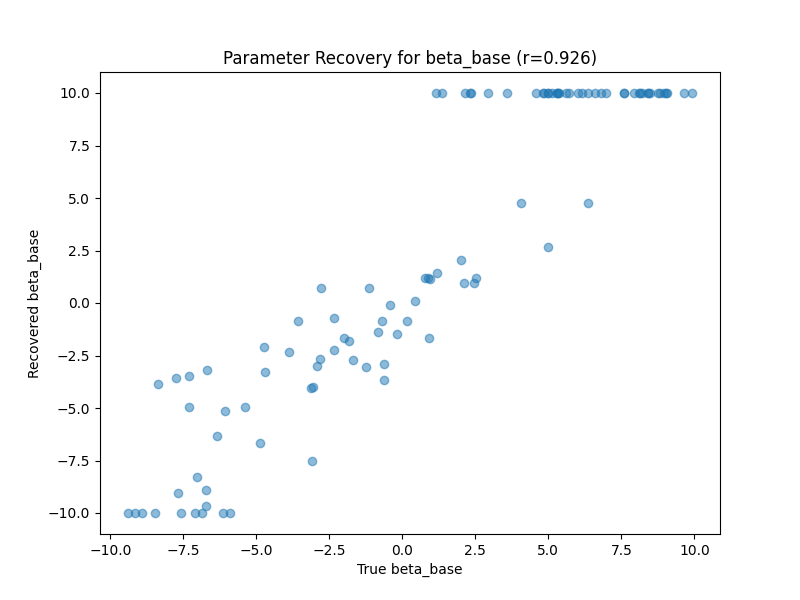 Parameter Recovery for beta_base (r=0.926)
10.0
7.5
5.0
2.5
0.0
−2.5
−5.0
−7.5
−10.0
Recovered beta_base
−10.0 −7.5 −5.0 −2.5 0.0 2.5 5.0 7.5 10.0
True beta_base